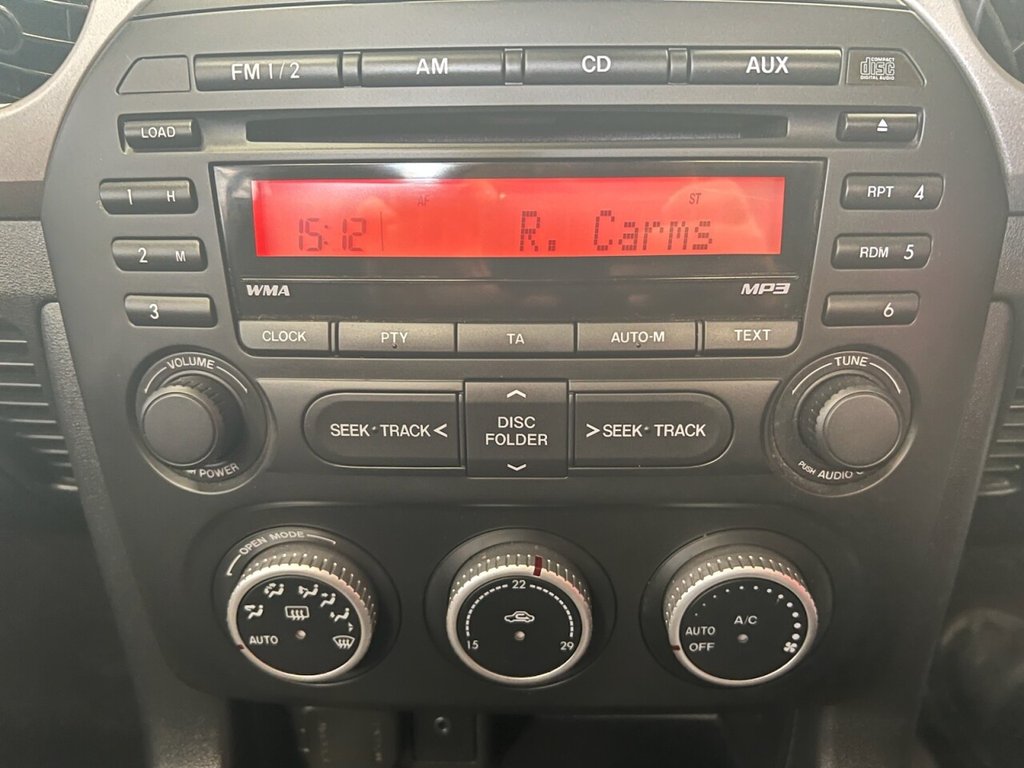 FM 1/2 AM CD AUX
COMPACT
disc
DIGITAL AUDIO
LOAD
1 H
2 M
3
AF ST
15:12 R. Carms
WMA MP3
RPT 4
RDM 5
6
CLOCK PTY TA AUTO-M TEXT
VOLUME
POWER
SEEK·TRACK <
DISC
FOLDER
> SEEK·TRACK
TUNE
PUSH AUDIO
OPEN MODE
AUTO
22
15 29
A/C
AUTO
OFF